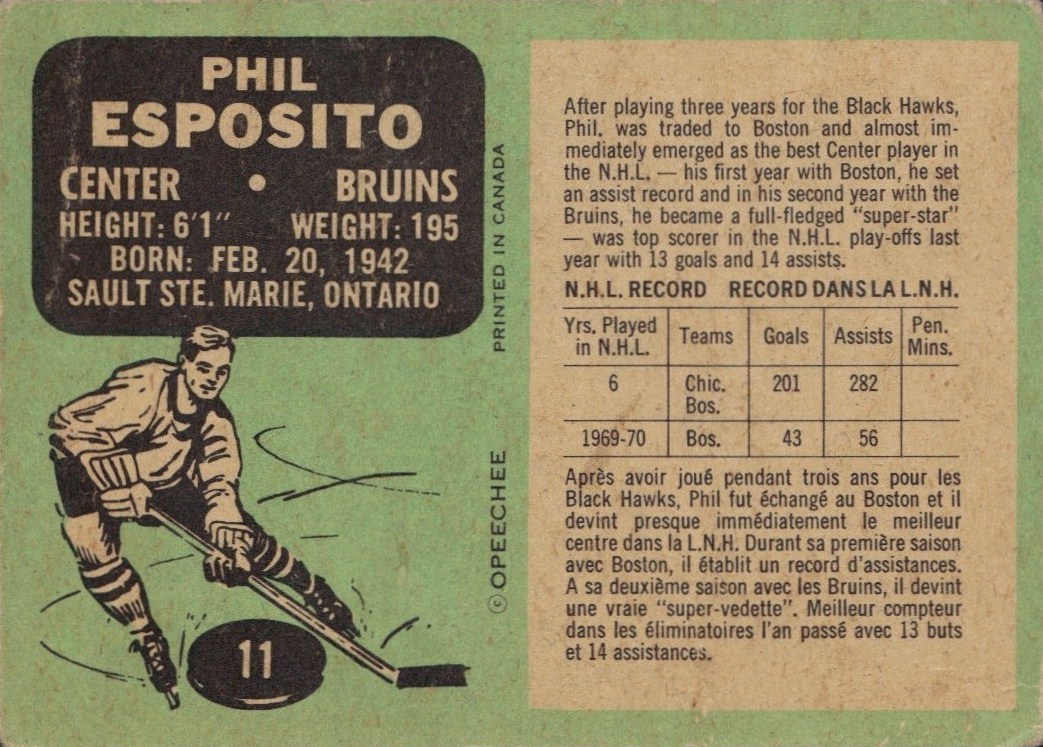 PHIL
ESPOSITO
CENTER • BRUINS
HEIGHT: 6'1" WEIGHT: 195
BORN: FEB. 20, 1942
SAULT STE. MARIE, ONTARIO
PRINTED IN CANADA
© OPEECHEE
11
After playing three years for the Black Hawks,
Phil. was traded to Boston and almost im-
mediately emerged as the best Center player in
the N.H.L. — his first year with Boston, he set
an assist record and in his second year with the
Bruins, he became a full-fledged "super-star"
— was top scorer in the N.H.L. play-offs last
year with 13 goals and 14 assists.
N.H.L. RECORD RECORD DANS LA L.N.H.
Yrs. Played in N.H.L. Teams Goals Assists Pen. Mins.
6 Chic. Bos. 201 282
1969-70 Bos. 43 56
Après avoir joué pendant trois ans pour les
Black Hawks, Phil fut échangé au Boston et il
devint presque immédiatement le meilleur
centre dans la L.N.H. Durant sa première saison
avec Boston, il établit un record d'assistances.
A sa deuxième saison avec les Bruins, il devint
une vraie "super-vedette". Meilleur compteur
dans les éliminatoires l'an passé avec 13 buts
et 14 assistances.